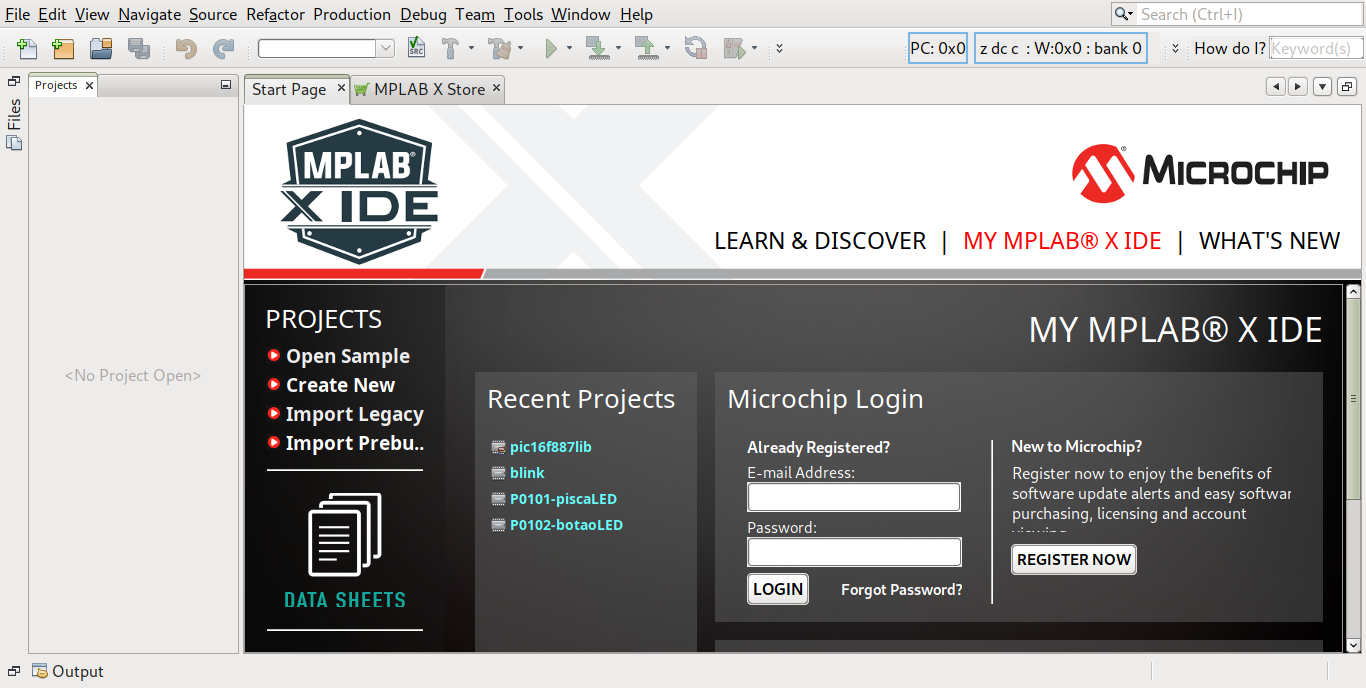 File Edit View Navigate Source Refactor Production Debug Team Tools Window Help
Search (Ctrl+I)
SRC
PC: 0x0
z dc c : W:0x0 : bank 0
How do I?
Keyword(s)
Files
Projects
Start Page
MPLAB X Store
<No Project Open>
MPLAB®
X IDE
MICROCHIP
LEARN & DISCOVER | MY MPLAB® X IDE | WHAT'S NEW
PROJECTS
Open Sample
Create New
Import Legacy
Import Prebu..
DATA SHEETS
MY MPLAB® X IDE
Recent Projects
pic16f887lib
blink
P0101-piscaLED
P0102-botaoLED
Microchip Login
Already Registered?
E-mail Address:
Password:
LOGIN
Forgot Password?
New to Microchip?
Register now to enjoy the benefits of
software update alerts and easy softwar
purchasing, licensing and account
REGISTER NOW
Output